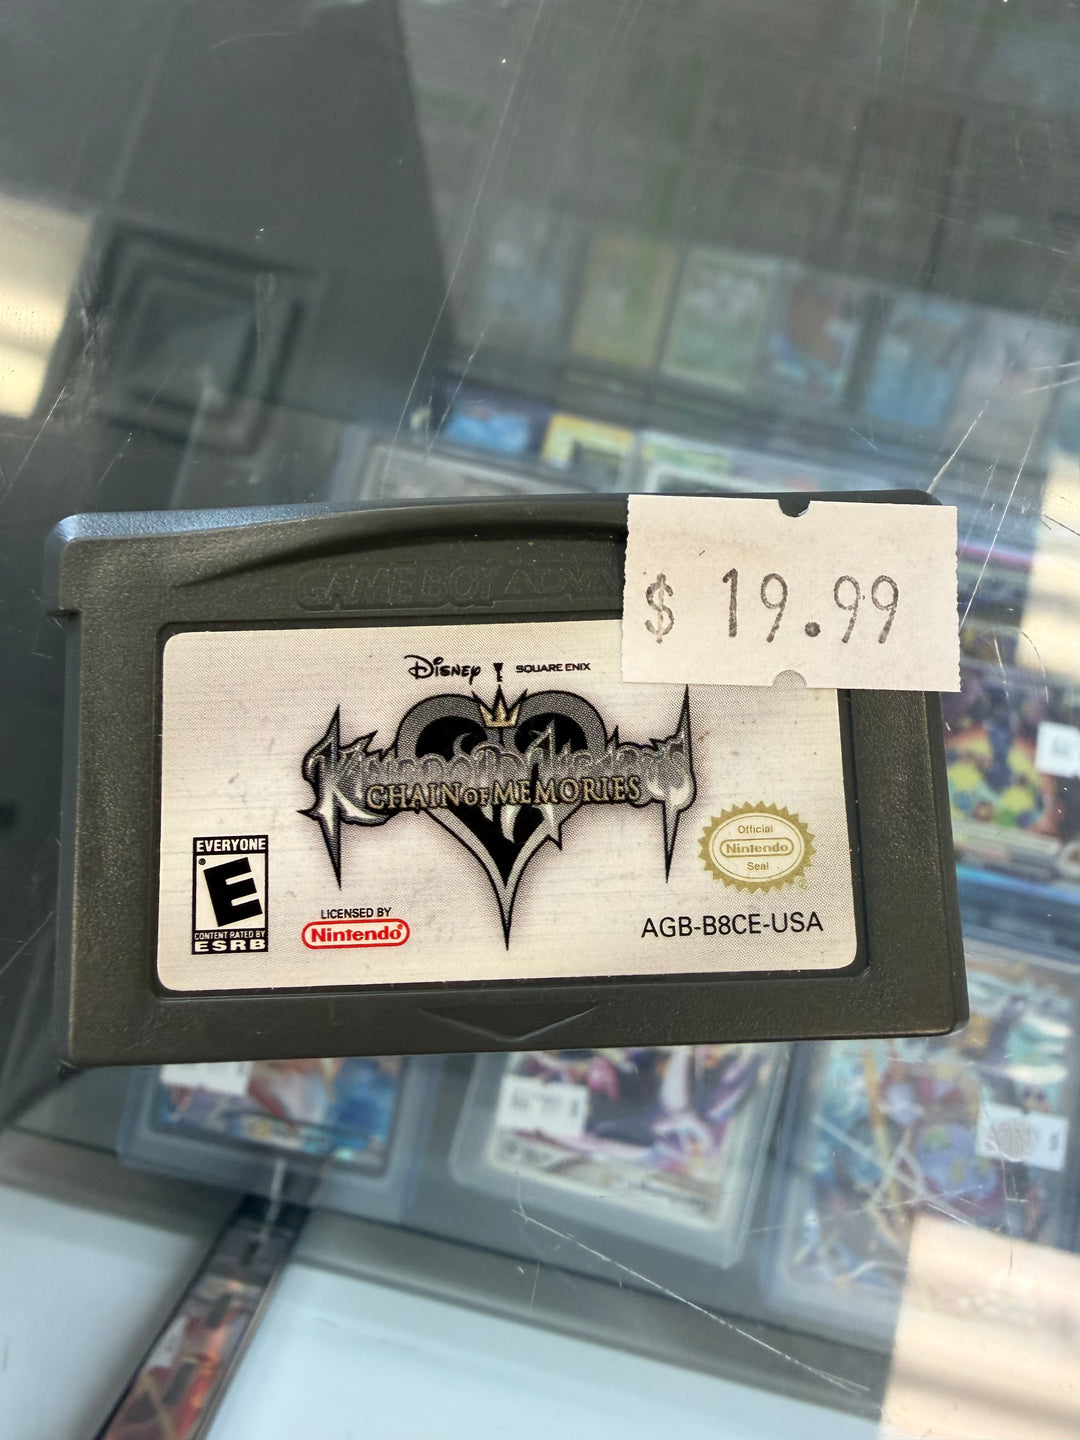 GAME BOY ADVA
$ 19.99
Disney SQUARE ENIX
KINGDOM HEARTS
CHAIN OF MEMORIES
EVERYONE
E
CONTENT RATED BY
ESRB
LICENSED BY
Nintendo®
Official
Nintendo
Seal
AGB-B8CE-USA